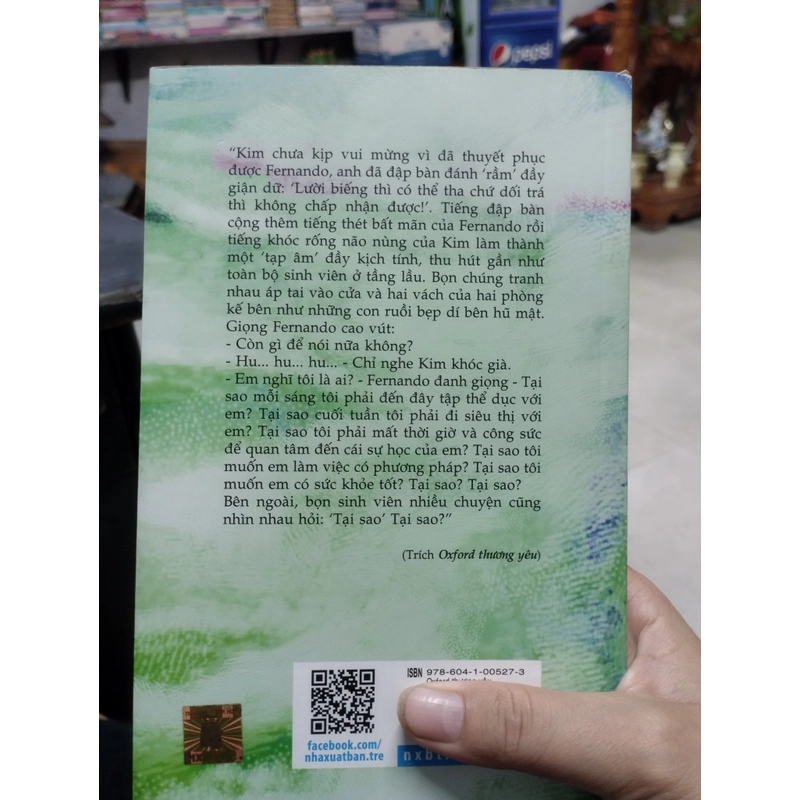 pepsi
“Kim chưa kịp vui mừng vì đã thuyết phục
được Fernando, anh đã đập bàn đánh ‘rầm’ đầy
giận dữ: ‘Lười biếng thì có thể tha chứ dối trá
thì không chấp nhận được!’. Tiếng đập bàn
cộng thêm tiếng thét bất mãn của Fernando rồi
tiếng khóc rống não nùng của Kim làm thành
một ‘tạp âm’ đầy kịch tính, thu hút gần như
toàn bộ sinh viên ở tầng lầu. Bọn chúng tranh
nhau áp tai vào cửa và hai vách của hai phòng
kế bên như những con ruồi bẹp dí bên hũ mật.
Giọng Fernando cao vút:
- Còn gì để nói nữa không?
- Hu... hu... hu... - Chỉ nghe Kim khóc già.
- Em nghĩ tôi là ai? - Fernando đanh giọng - Tại
sao mỗi sáng tôi phải đến đây tập thể dục với
em? Tại sao cuối tuần tôi phải đi siêu thị với
em? Tại sao tôi phải mất thời giờ và công sức
để quan tâm đến cái sự học của em? Tại sao tôi
muốn em làm việc có phương pháp? Tại sao tôi
muốn em có sức khỏe tốt? Tại sao? Tại sao?
Bên ngoài, bọn sinh viên nhiều chuyện cũng
nhìn nhau hỏi: ‘Tại sao’ Tại sao?”
(Trích Oxford thương yêu)
ISBN 978-604-1-00527-3
Oxford thương yêu
facebook.com/
nhaxuatban.tre